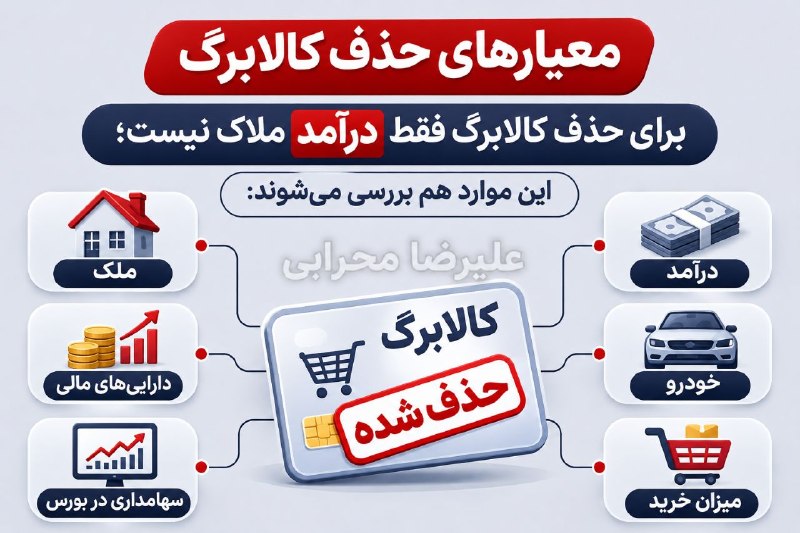 معیارهای حذف کالابرگ
برای حذف کالابرگ فقط درآمد ملاک نیست؛
این موارد هم بررسی می‌شوند:
علیرضا محرابی
درآمد
ملک
خودرو
دارایی‌های مالی
میزان خرید
سهامداری در بورس
کالابرگ
حذف شده